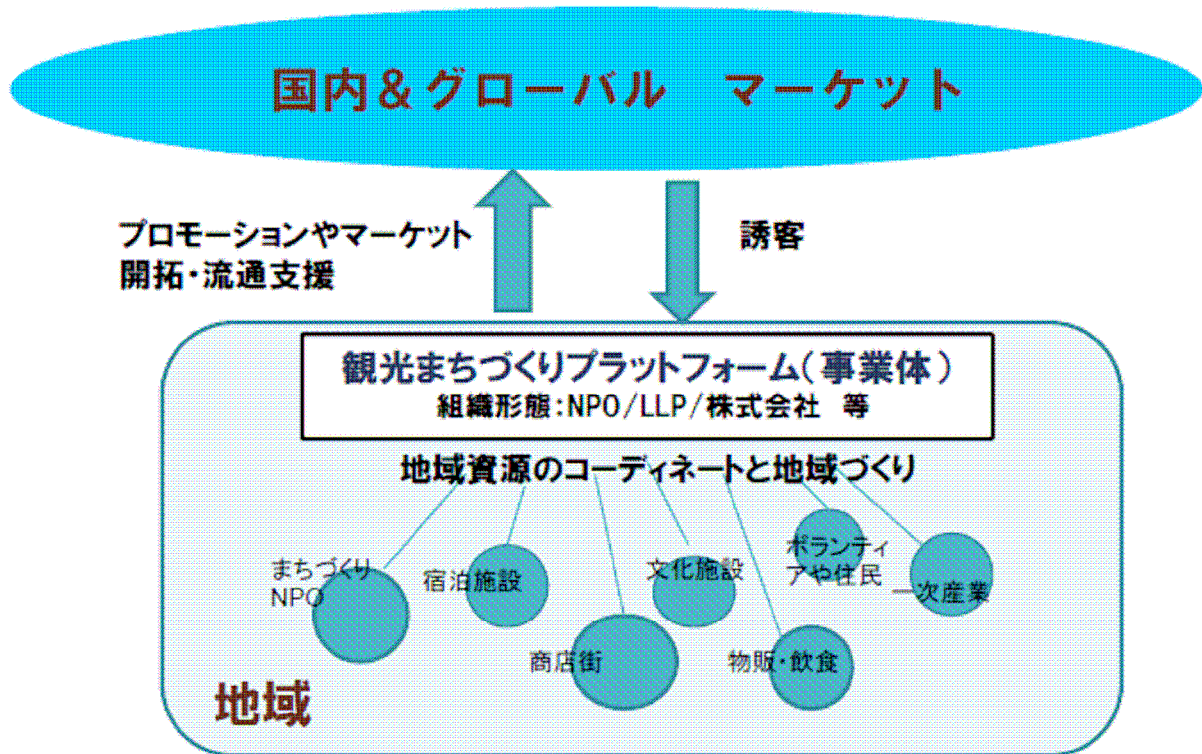 国内&グローバル　マーケット
プロモーションやマーケット
開拓・流通支援
誘客
観光まちづくりプラットフォーム(事業体)
組織形態:NPO/LLP/株式会社　等
地域資源のコーディネートと地域づくり
まちづくり
NPO
宿泊施設
文化施設
ボランティ
アや住民
一次産業
商店街
物販・飲食
地域